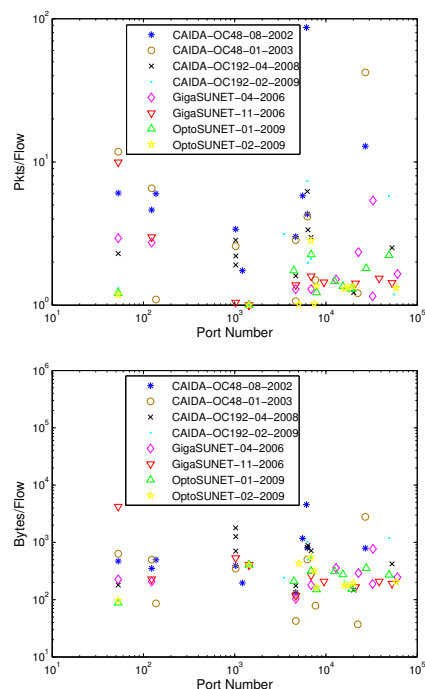 10^2
10^1
10^0
Pkts/Flow
CAIDA−OC48−08−2002
CAIDA−OC48−01−2003
CAIDA−OC192−04−2008
CAIDA−OC192−02−2009
GigaSUNET−04−2006
GigaSUNET−11−2006
OptoSUNET−01−2009
OptoSUNET−02−2009
10^1 10^2 10^3 10^4 10^5
Port Number
10^6
10^5
10^4
10^3
10^2
10^1
10^0
Bytes/Flow
CAIDA−OC48−08−2002
CAIDA−OC48−01−2003
CAIDA−OC192−04−2008
CAIDA−OC192−02−2009
GigaSUNET−04−2006
GigaSUNET−11−2006
OptoSUNET−01−2009
OptoSUNET−02−2009
10^1 10^2 10^3 10^4 10^5
Port Number